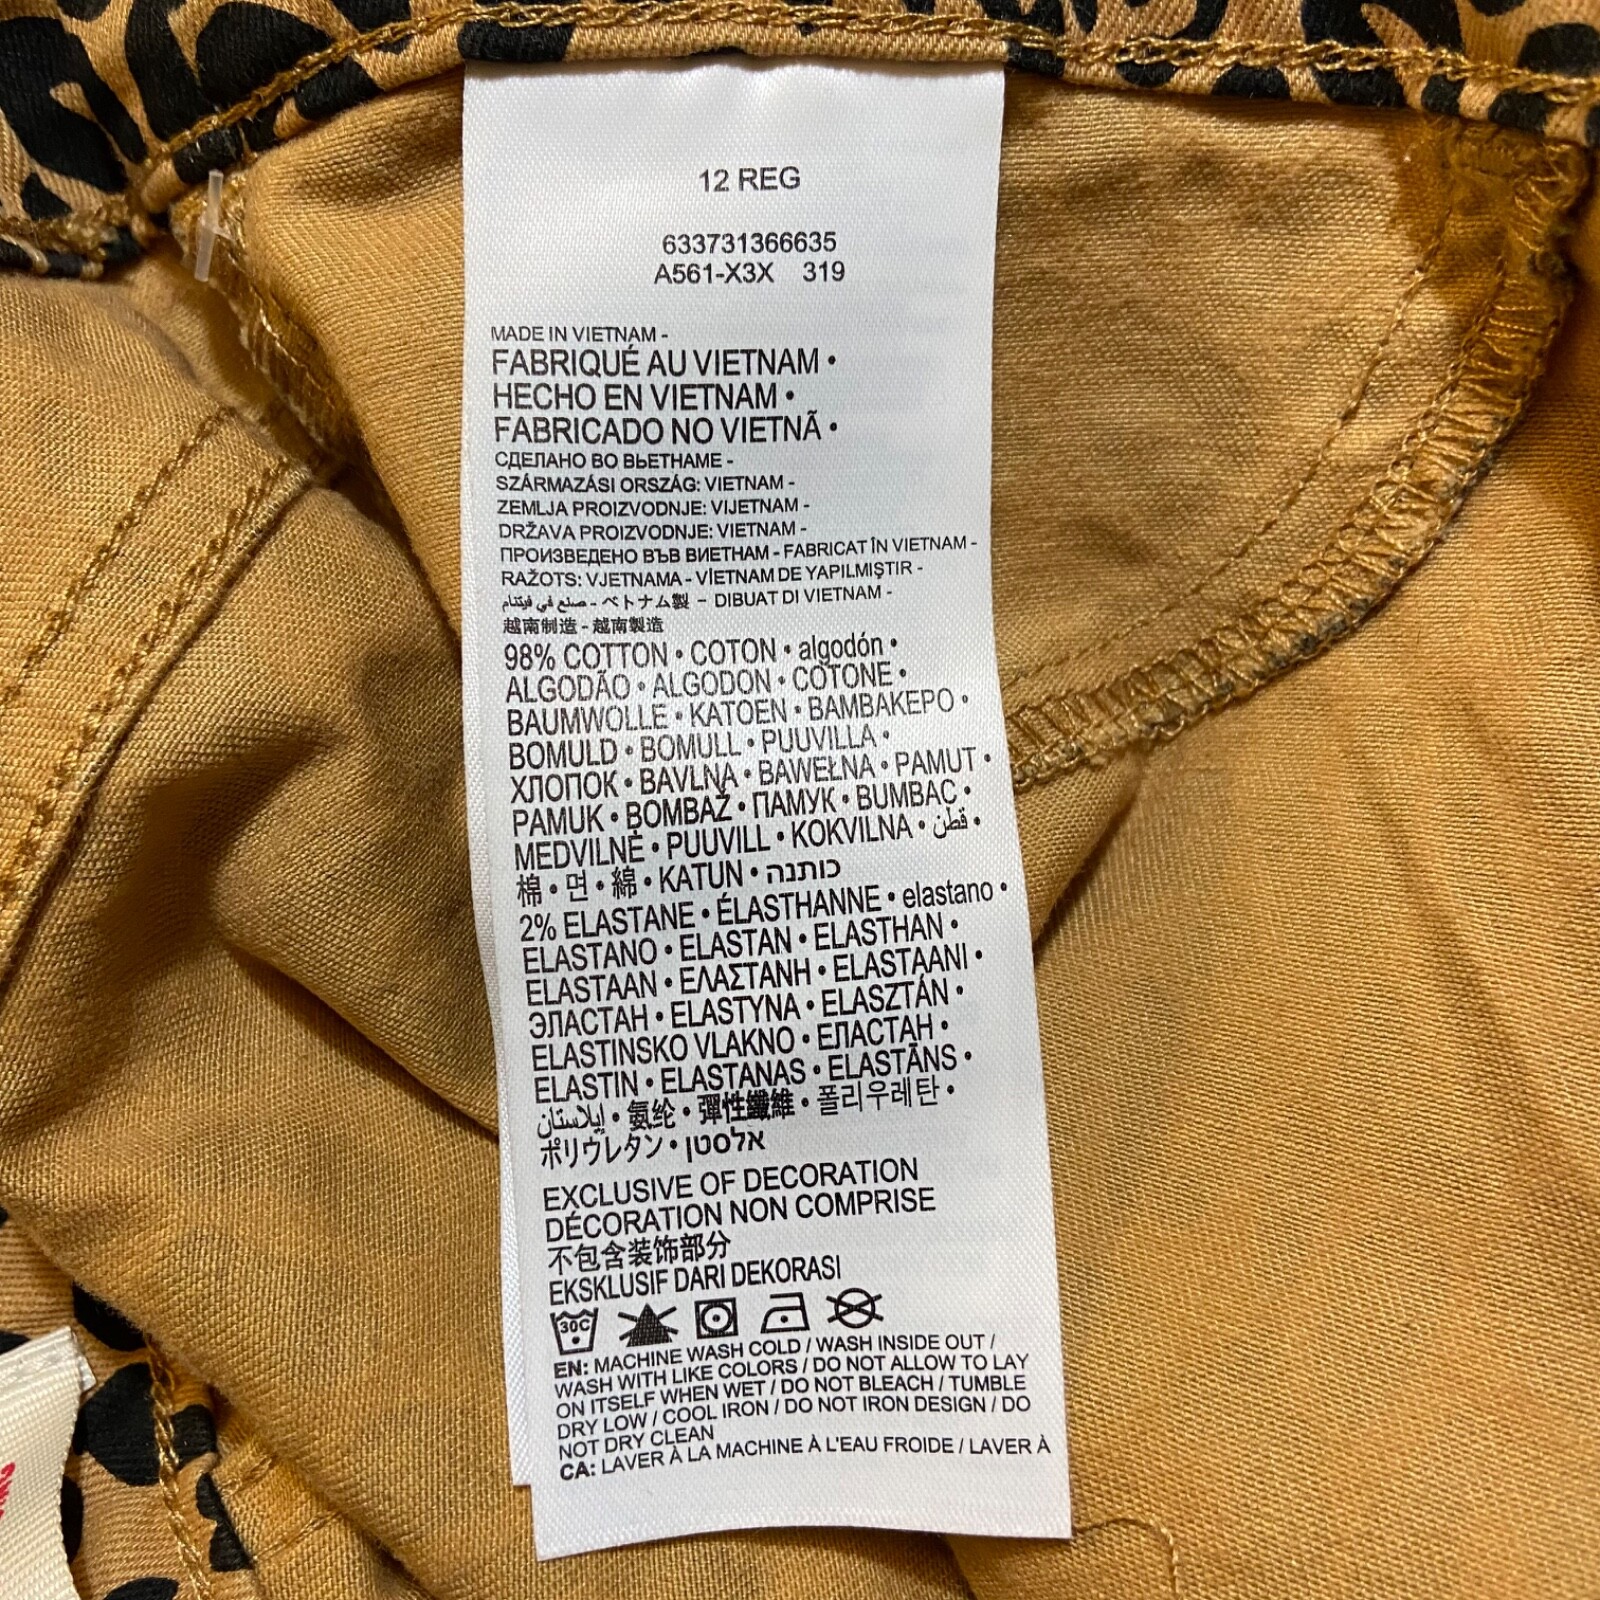 12 REG
633731366635
A561-X3X 319
MADE IN VIETNAM -
FABRIQUÉ AU VIETNAM •
HECHO EN VIETNAM •
FABRICADO NO VIETNÃ •
СДЕЛАНО ВО ВЬЕТНАМЕ -
SZÁRMAZÁSI ORSZÁG: VIETNAM -
ZEMLJA PROIZVODNJE: VIJETNAM -
DRŽAVA PROIZVODNJE: VIETNAM -
ПРОИЗВЕДЕНО ВЪВ ВИЕТНАМ - FABRICAT ÎN VIETNAM -
RAŽOTS: VJETNAMA - VİETNAM DE YAPILMIŞTIR -
صنع في فيتنام - ベトナム製 - DIBUAT DI VIETNAM -
越南制造 - 越南製造
98% COTTON • COTON • algodón •
ALGODÃO • ALGODON • COTONE •
BAUMWOLLE • KATOEN • ΒΑΜΒΑΚΕΡΟ •
BOMULD • BOMULL • PUUVILLA •
ХЛОПОК • BAVLNA • BAWEŁNA • PAMUT •
PAMUK • BOMBAŽ • ПАМУК • BUMBAC •
MEDVILNĖ • PUUVILL • KOKVILNA • قطن •
棉 • 면 • 綿 • KATUN • כותנה
2% ELASTANE • ÉLASTHANNE • elastano •
ELASTANO • ELASTAN • ELASTHAN •
ELASTAAN • ΕΛΑΣΤΑΝΗ • ELASTAANI •
ЭЛАСТАН • ELASTYNA • ELASZTÁN •
ELASTINSKO VLAKNO • ЕЛАСТАН •
ELASTIN • ELASTANAS • ELASTĀNS •
إيلاستان • 氨纶 • 彈性纖維 • 폴리우레탄 •
ポリウレタン • אלסטן
EXCLUSIVE OF DECORATION
DÉCORATION NON COMPRISE
不包含装饰部分
EKSKLUSIF DARI DEKORASI
30C
EN: MACHINE WASH COLD / WASH INSIDE OUT /
WASH WITH LIKE COLORS / DO NOT ALLOW TO LAY
ON ITSELF WHEN WET / DO NOT BLEACH / TUMBLE
DRY LOW / COOL IRON / DO NOT IRON DESIGN / DO
NOT DRY CLEAN
CA: LAVER À LA MACHINE À L'EAU FROIDE / LAVER À